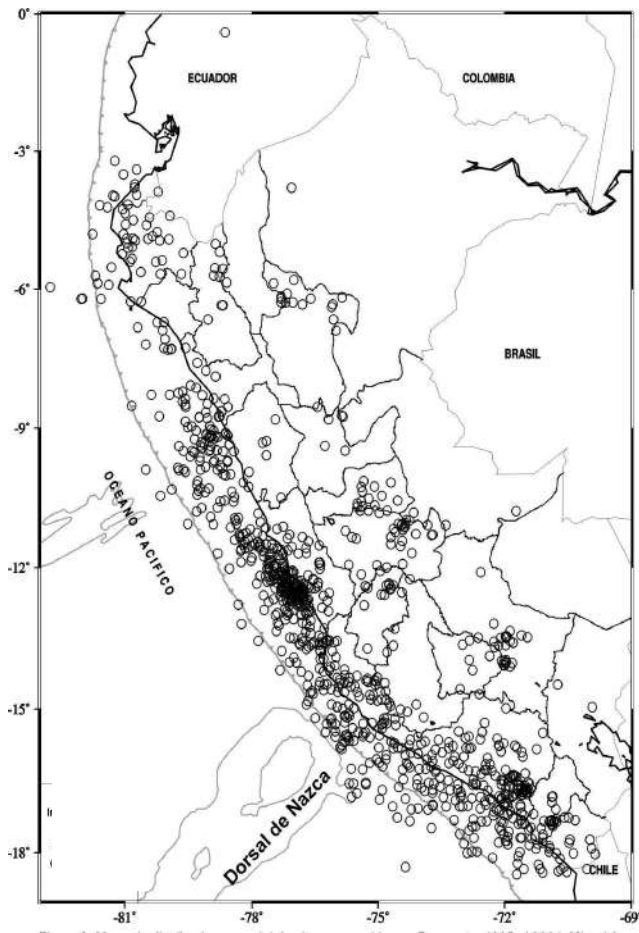 0°
ECUADOR
COLOMBIA
-3°
-6°
BRASIL
-9°
OCEANO PACIFICO
-12°
-15°
Dorsal de Nazca
-18°
CHILE
-81°
-78°
-75°
-72°
-69°